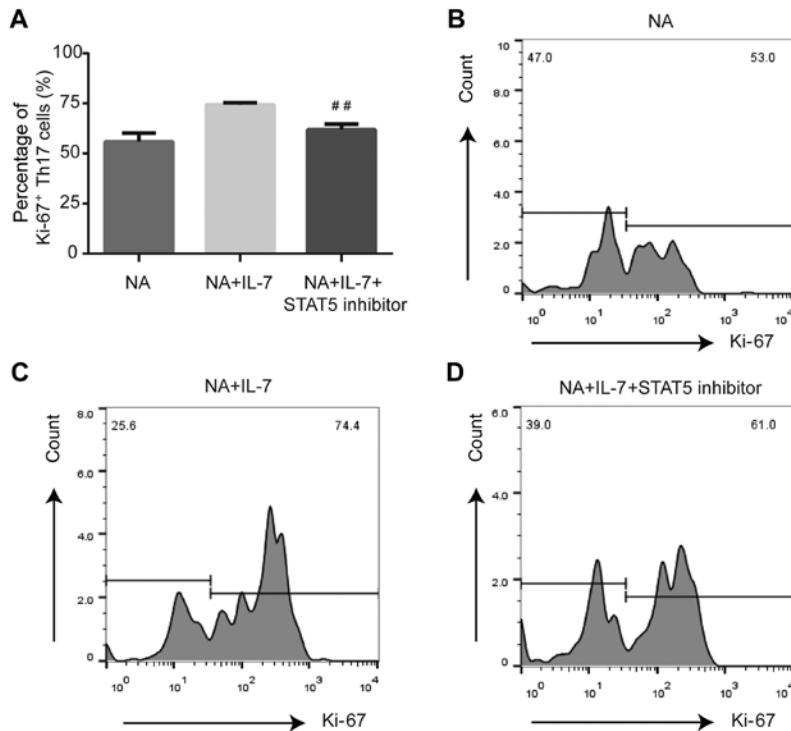 A
Percentage of
Ki-67⁺ Th17 cells (%)
100
75
50
25
0
##
NA
NA+IL-7
NA+IL-7+
STAT5 inhibitor
B
NA
Count
10
8.0
6.0
4.0
2.0
0
47.0
53.0
10⁰
10¹
10²
10³
10⁴
Ki-67
C
NA+IL-7
Count
8.0
6.0
4.0
2.0
0
25.6
74.4
10⁰
10¹
10²
10³
10⁴
Ki-67
D
NA+IL-7+STAT5 inhibitor
Count
6.0
4.0
2.0
0
39.0
61.0
10⁰
10¹
10²
10³
10⁴
Ki-67